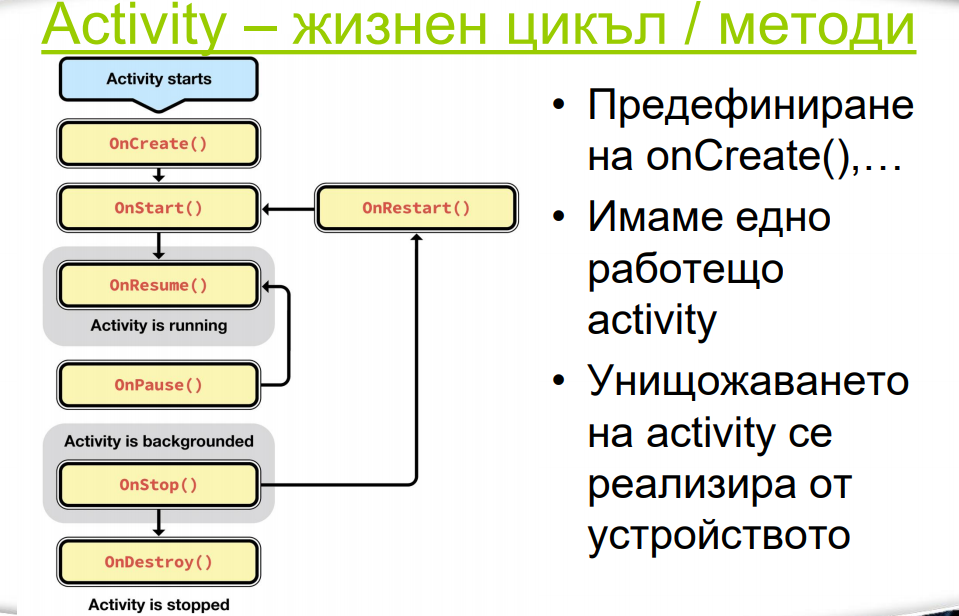 Activity – жизнен цикъл / методи
Activity starts
OnCreate()
OnStart()
OnRestart()
OnResume()
Activity is running
OnPause()
Activity is backgrounded
OnStop()
OnDestroy()
Activity is stopped
• Предефиниране
на onCreate(),…
• Имаме едно
работещо
activity
• Унищожаването
на activity се
реализира от
устройството